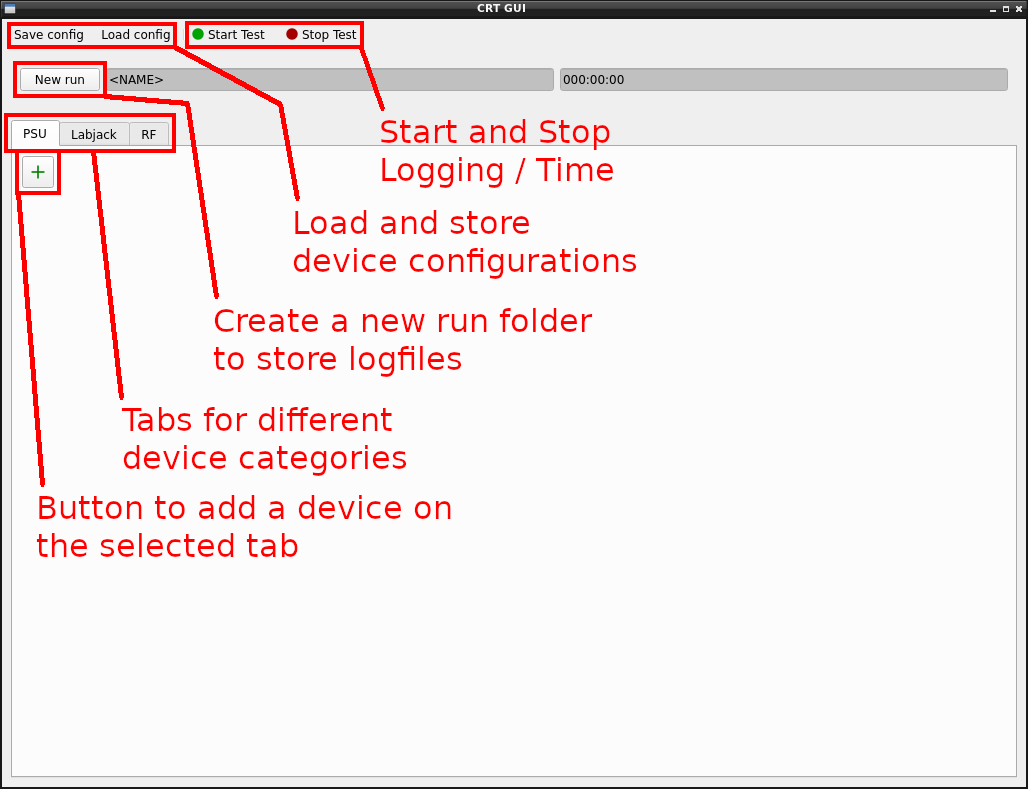 CRT GUI
Save config Load config Start Test Stop Test
New run <NAME> 000:00:00
PSU Labjack RF
+
Start and Stop
Logging / Time
Load and store
device configurations
Create a new run folder
to store logfiles
Tabs for different
device categories
Button to add a device on
the selected tab